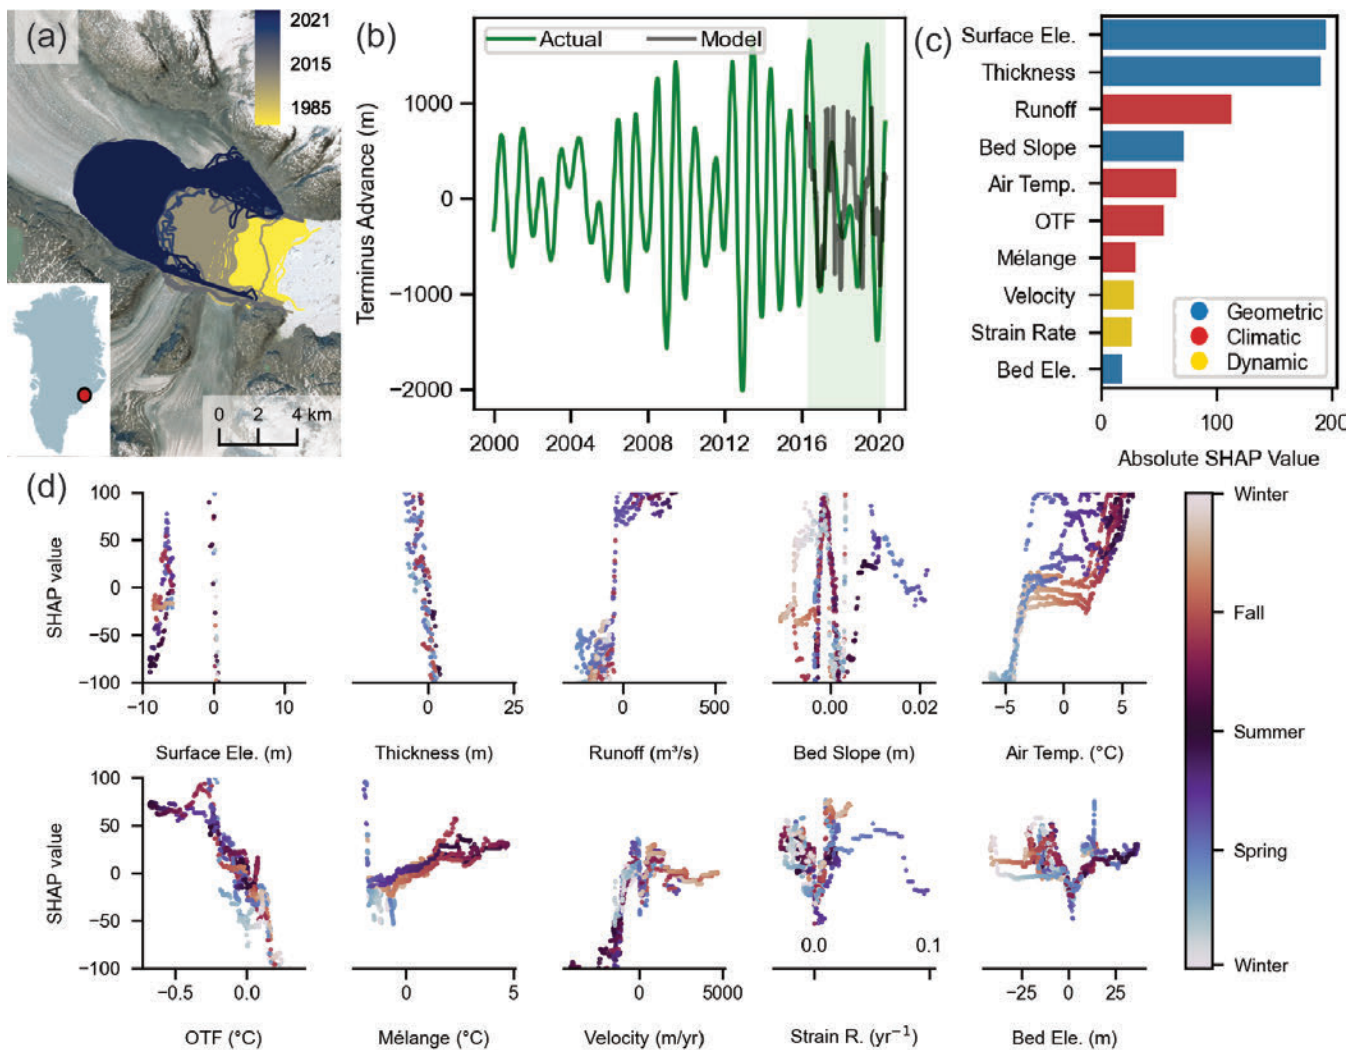 (a)
2021
2015
1985
0 2 4 km
(b)
Actual
Model
Terminus Advance (m)
1000
0
−1000
−2000
2000 2004 2008 2012 2016 2020
(c)
Surface Ele.
Thickness
Runoff
Bed Slope
Air Temp.
OTF
Mélange
Velocity
Strain Rate
Bed Ele.
Geometric
Climatic
Dynamic
0 100 200
Absolute SHAP Value
(d)
SHAP value
100
50
0
−50
−100
−10 0 10
Surface Ele. (m)
0 25
Thickness (m)
0 500
Runoff (m³/s)
0.00 0.02
Bed Slope (m)
−5 0 5
Air Temp. (°C)
Winter
Fall
Summer
Spring
Winter
SHAP value
100
50
0
−50
−100
−0.5 0.0
OTF (°C)
0 5
Mélange (°C)
0 5000
Velocity (m/yr)
0.0 0.1
Strain R. (yr⁻¹)
−25 0 25
Bed Ele. (m)